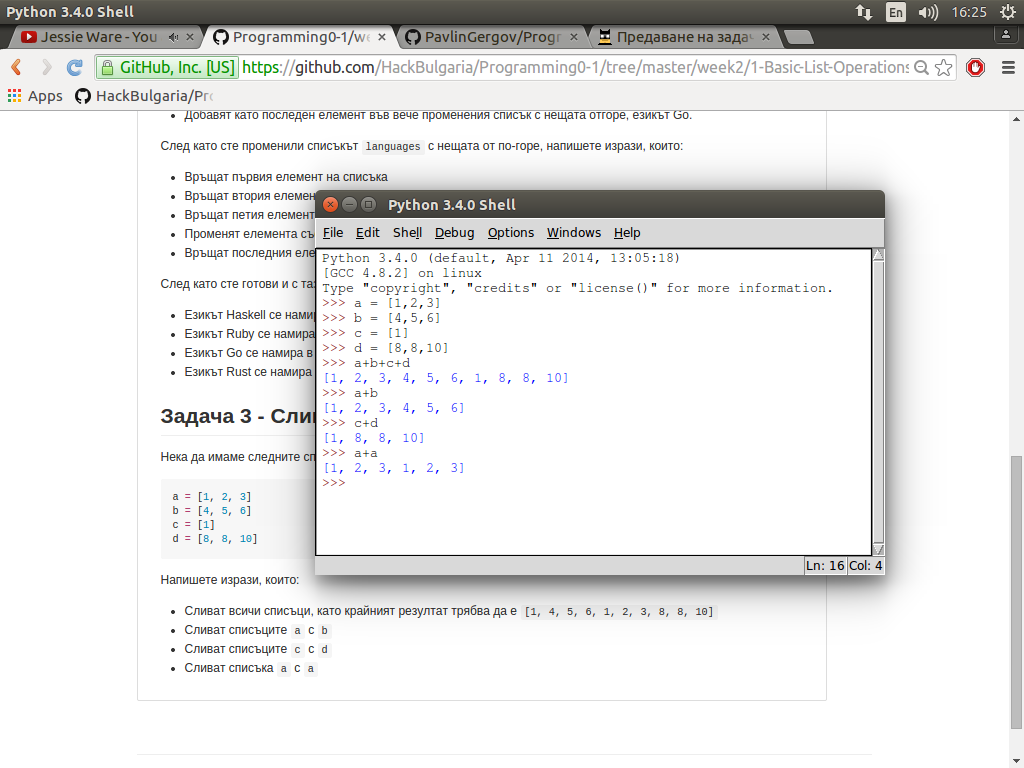 Python 3.4.0 Shell
En
16:25
Jessie Ware - You
Programming0-1/we
PavlinGergov/Progr
Предаване на задач
GitHub, Inc. [US]
https://github.com/HackBulgaria/Programming0-1/tree/master/week2/1-Basic-List-Operations
Apps
HackBulgaria/Pro
Добавят като последен елемент във вече променения списък с нещата отгоре, езикът Go.
След като сте променили списъкът languages с нещата от по-горе, напишете изрази, които:
Връщат първия елемент на списъка
Връщат втория елемен
Връщат петия елемент
Променят елемента съ
Връщат последния еле
След като сте готови и с та
Езикът Haskell се нами
Езикът Ruby се намира
Езикът Go се намира в
Езикът Rust се намира
Задача 3 - Сли
Нека да имаме следните сп
a = [1, 2, 3]
b = [4, 5, 6]
c = [1]
d = [8, 8, 10]
Напишете изрази, които:
Сливат всичи списъци, като крайният резултат трябва да е [1, 4, 5, 6, 1, 2, 3, 8, 8, 10]
Сливат списъците a с b
Сливат списъците c с d
Сливат списъка a с a
Python 3.4.0 Shell
File Edit Shell Debug Options Windows Help
Python 3.4.0 (default, Apr 11 2014, 13:05:18)
[GCC 4.8.2] on linux
Type "copyright", "credits" or "license()" for more information.
>>> a = [1,2,3]
>>> b = [4,5,6]
>>> c = [1]
>>> d = [8,8,10]
>>> a+b+c+d
[1, 2, 3, 4, 5, 6, 1, 8, 8, 10]
>>> a+b
[1, 2, 3, 4, 5, 6]
>>> c+d
[1, 8, 8, 10]
>>> a+a
[1, 2, 3, 1, 2, 3]
>>>
Ln: 16 Col: 4